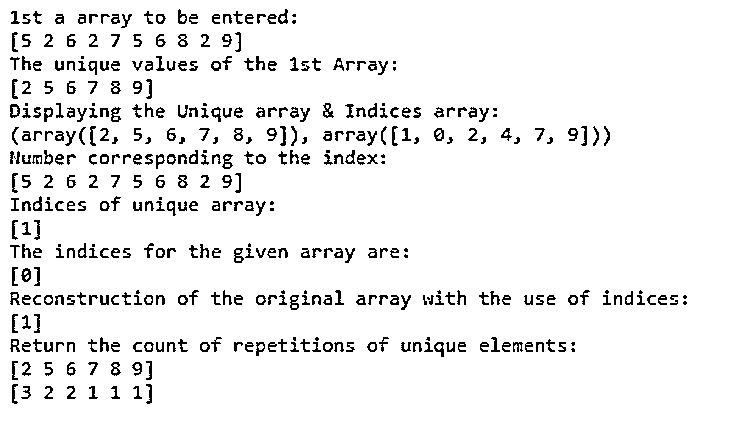 1st a array to be entered:
[5 2 6 2 7 5 6 8 2 9]
The unique values of the 1st Array:
[2 5 6 7 8 9]
Displaying the Unique array & Indices array:
(array([2, 5, 6, 7, 8, 9]), array([1, 0, 2, 4, 7, 9]))
Number corresponding to the index:
[5 2 6 2 7 5 6 8 2 9]
Indices of unique array:
[1]
The indices for the given array are:
[0]
Reconstruction of the original array with the use of indices:
[1]
Return the count of repetitions of unique elements:
[2 5 6 7 8 9]
[3 2 2 1 1 1]